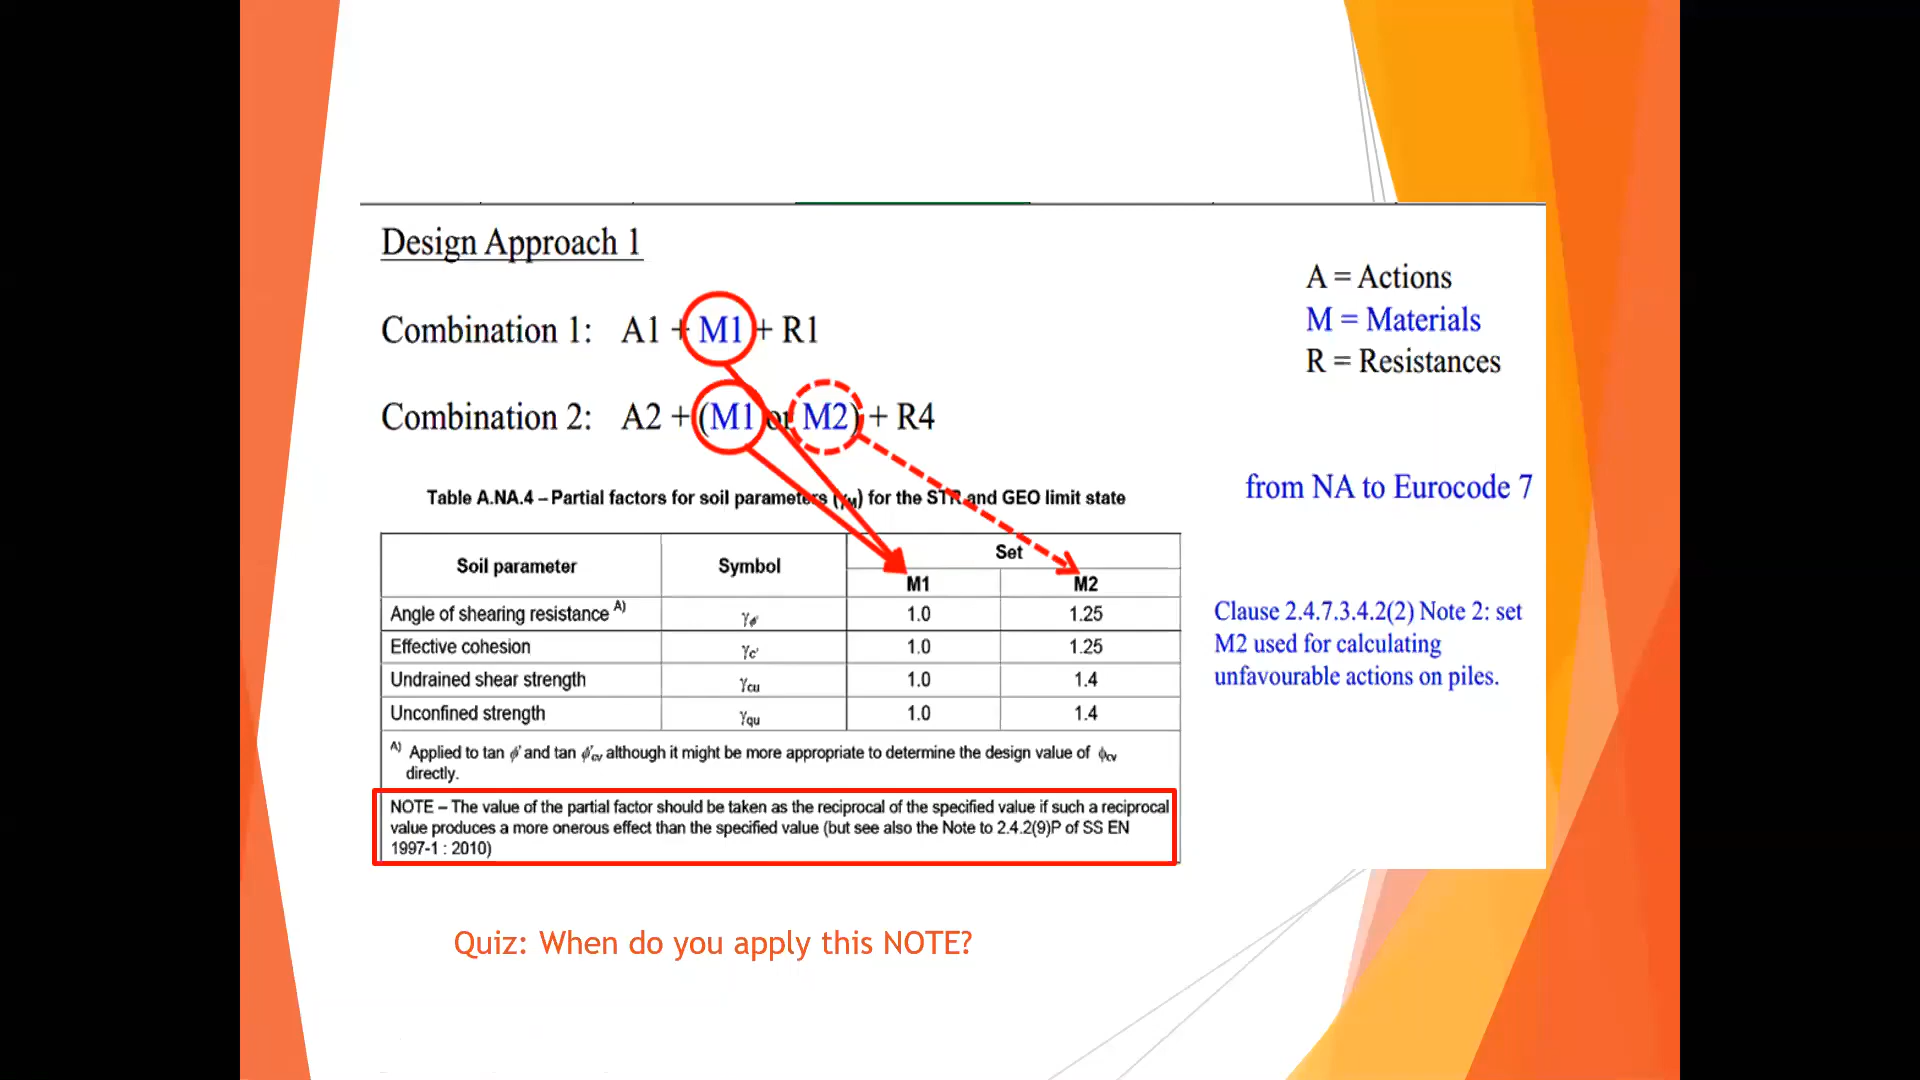 Design Approach 1
A = Actions
M = Materials
R = Resistances
Combination 1: A1 + M1 + R1
Combination 2: A2 + (M1 or M2) + R4
from NA to Eurocode 7
Table A.NA.4 – Partial factors for soil parameters (γM) for the STR and GEO limit state
Soil parameter Symbol Set
M1 M2
Angle of shearing resistance A) γϕ′ 1.0 1.25
Effective cohesion γc′ 1.0 1.25
Undrained shear strength γcu 1.0 1.4
Unconfined strength γqu 1.0 1.4
Clause 2.4.7.3.4.2(2) Note 2: set
M2 used for calculating
unfavourable actions on piles.
A) Applied to tan ϕ′ and tan ϕ′cv although it might be more appropriate to determine the design value of ϕcv
directly.
NOTE – The value of the partial factor should be taken as the reciprocal of the specified value if such a reciprocal
value produces a more onerous effect than the specified value (but see also the Note to 2.4.2(9)P of SS EN
1997-1 : 2010)
Quiz: When do you apply this NOTE?